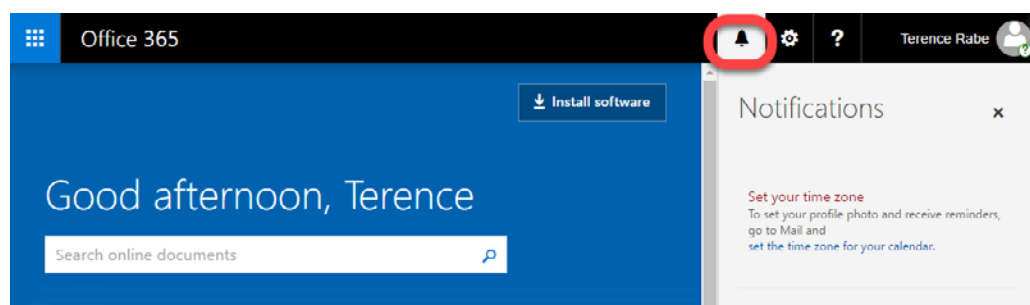 Office 365
?
Terence Rabe
Install software
Notifications
×
Good afternoon, Terence
Search online documents
Set your time zone
To set your profile photo and receive reminders,
go to Mail and
set the time zone for your calendar.